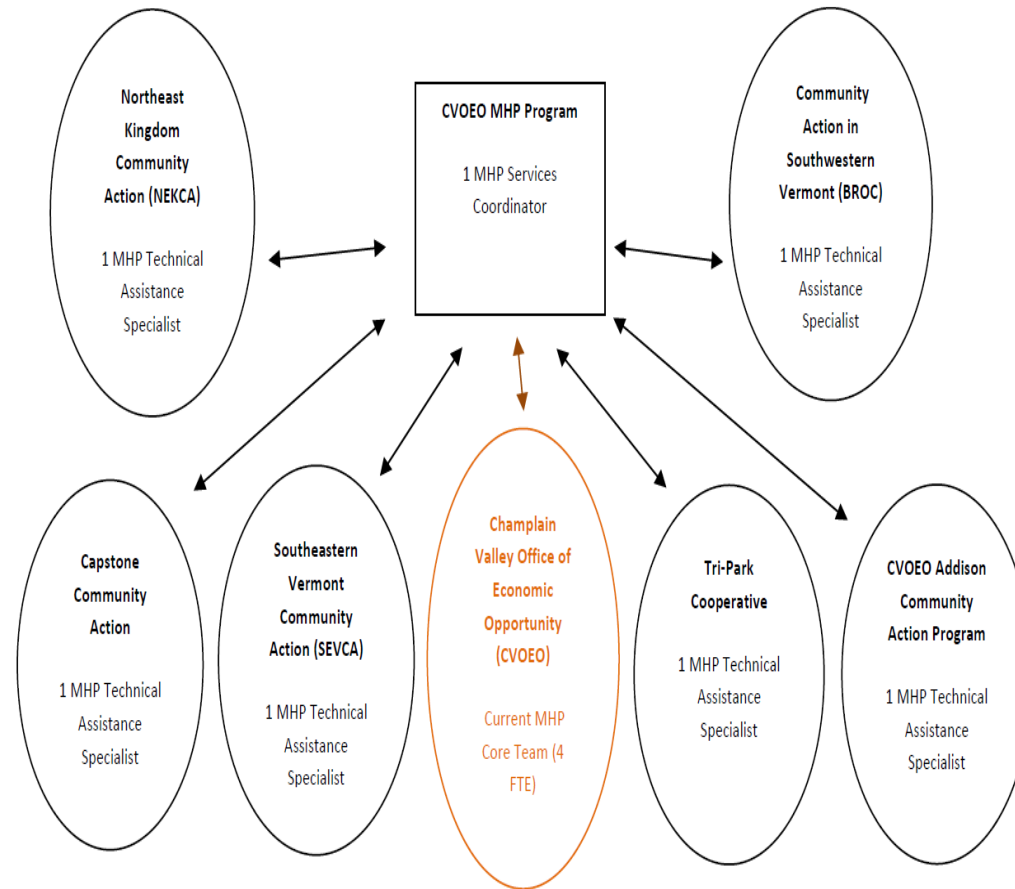 Northeast
Kingdom
Community
Action (NEKCA)
1 MHP Technical
Assistance
Specialist
CVOEO MHP Program
1 MHP Services
Coordinator
Community
Action in
Southwestern
Vermont (BROC)
1 MHP Technical
Assistance
Specialist
Capstone
Community
Action
1 MHP Technical
Assistance
Specialist
Southeastern
Vermont
Community
Action (SEVCA)
1 MHP Technical
Assistance
Specialist
Champlain
Valley Office of
Economic
Opportunity
(CVOEO)
Current MHP
Core Team (4
FTE)
Tri-Park
Cooperative
1 MHP Technical
Assistance
Specialist
CVOEO Addison
Community
Action Program
1 MHP Technical
Assistance
Specialist